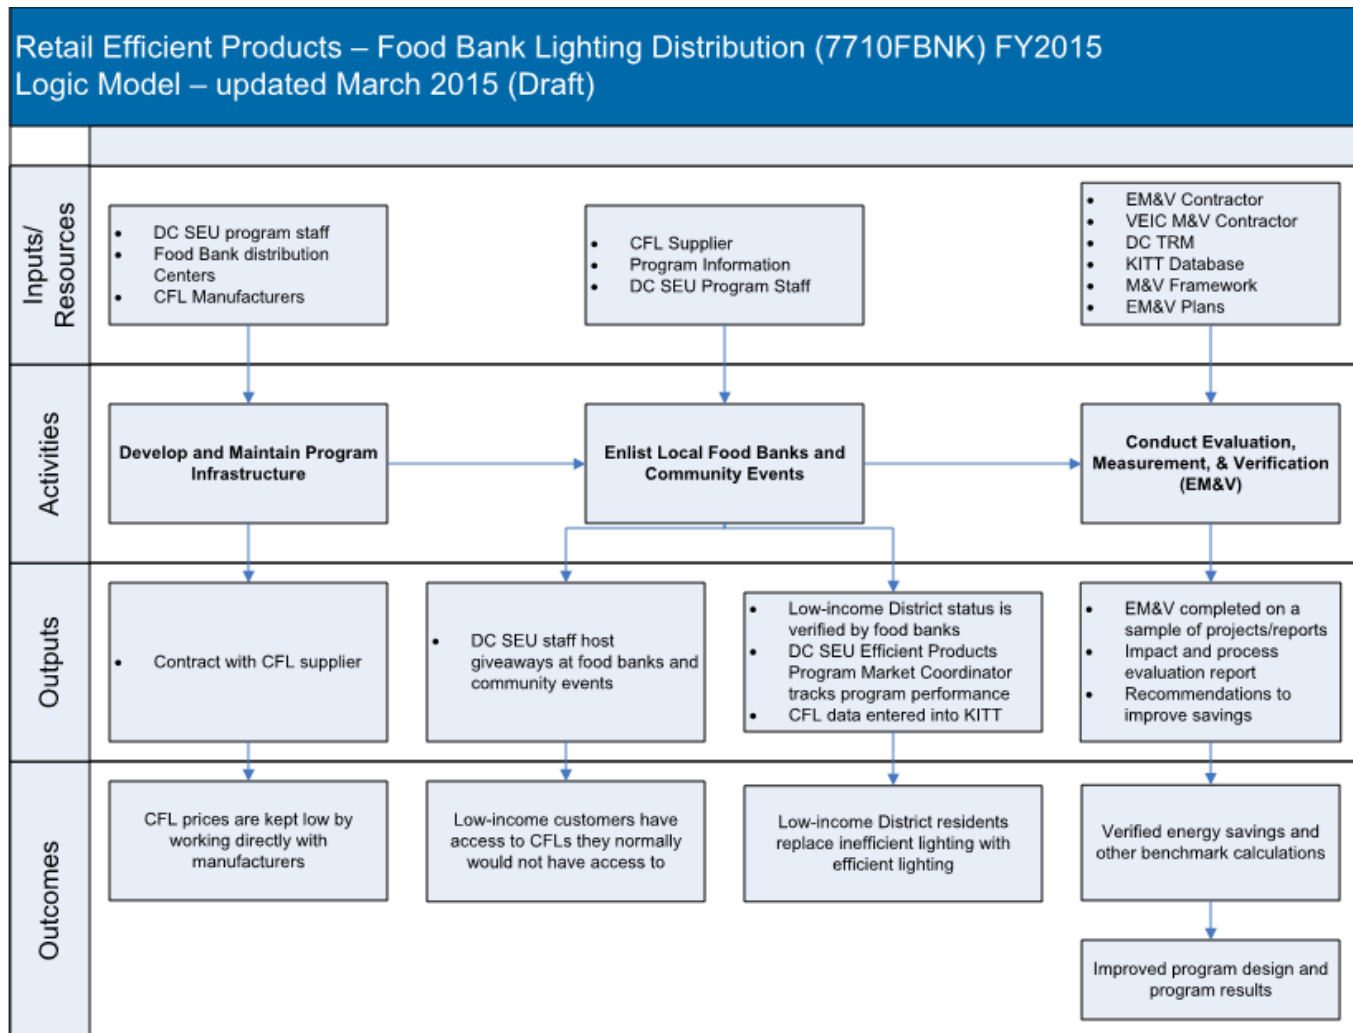 Retail Efficient Products – Food Bank Lighting Distribution (7710FBNK) FY2015
Logic Model – updated March 2015 (Draft)
Inputs/
Resources
• DC SEU program staff
• Food Bank distribution
Centers
• CFL Manufacturers
• CFL Supplier
• Program Information
• DC SEU Program Staff
• EM&V Contractor
• VEIC M&V Contractor
• DC TRM
• KITT Database
• M&V Framework
• EM&V Plans
Activities
Develop and Maintain Program
Infrastructure
Enlist Local Food Banks and
Community Events
Conduct Evaluation,
Measurement, & Verification
(EM&V)
Outputs
• Contract with CFL supplier
• DC SEU staff host
giveaways at food banks and
community events
• Low-income District status is
verified by food banks
• DC SEU Efficient Products
Program Market Coordinator
tracks program performance
• CFL data entered into KITT
• EM&V completed on a
sample of projects/reports
• Impact and process
evaluation report
• Recommendations to
improve savings
Outcomes
CFL prices are kept low by
working directly with
manufacturers
Low-income customers have
access to CFLs they normally
would not have access to
Low-income District residents
replace inefficient lighting with
efficient lighting
Verified energy savings and
other benchmark calculations
Improved program design and
program results